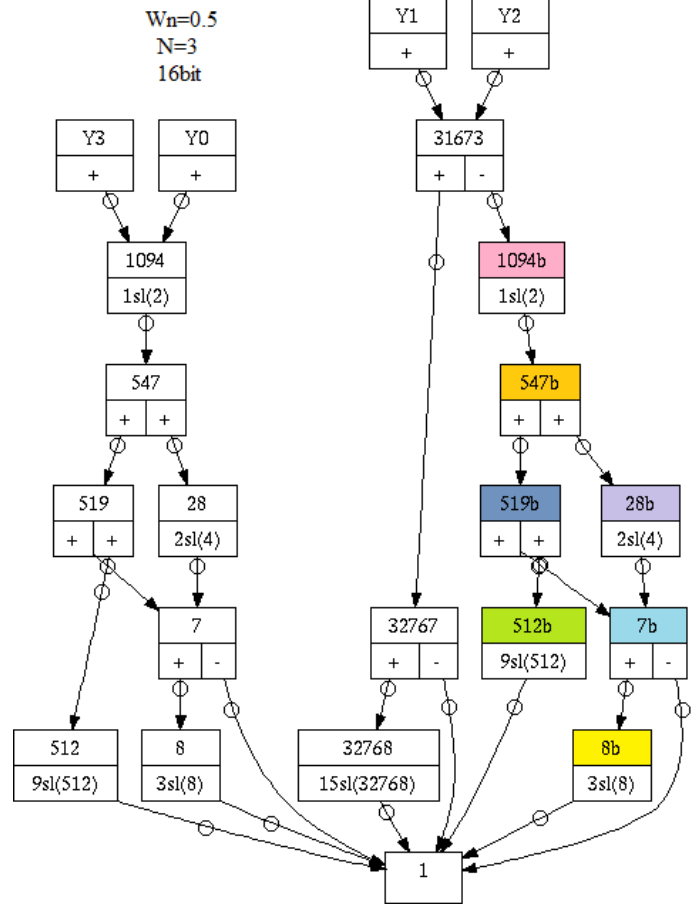 Wn=0.5
N=3
16bit
Y1 Y2
+ +
Y3 Y0 31673
+ + + -
1094 1094b
1sl(2) 1sl(2)
547 547b
+ + + +
519 28 519b 28b
+ + 2sl(4) + + 2sl(4)
7 32767 512b 7b
+ - + - 9sl(512) + -
512 8 32768 8b
9sl(512) 3sl(8) 15sl(32768) 3sl(8)
1